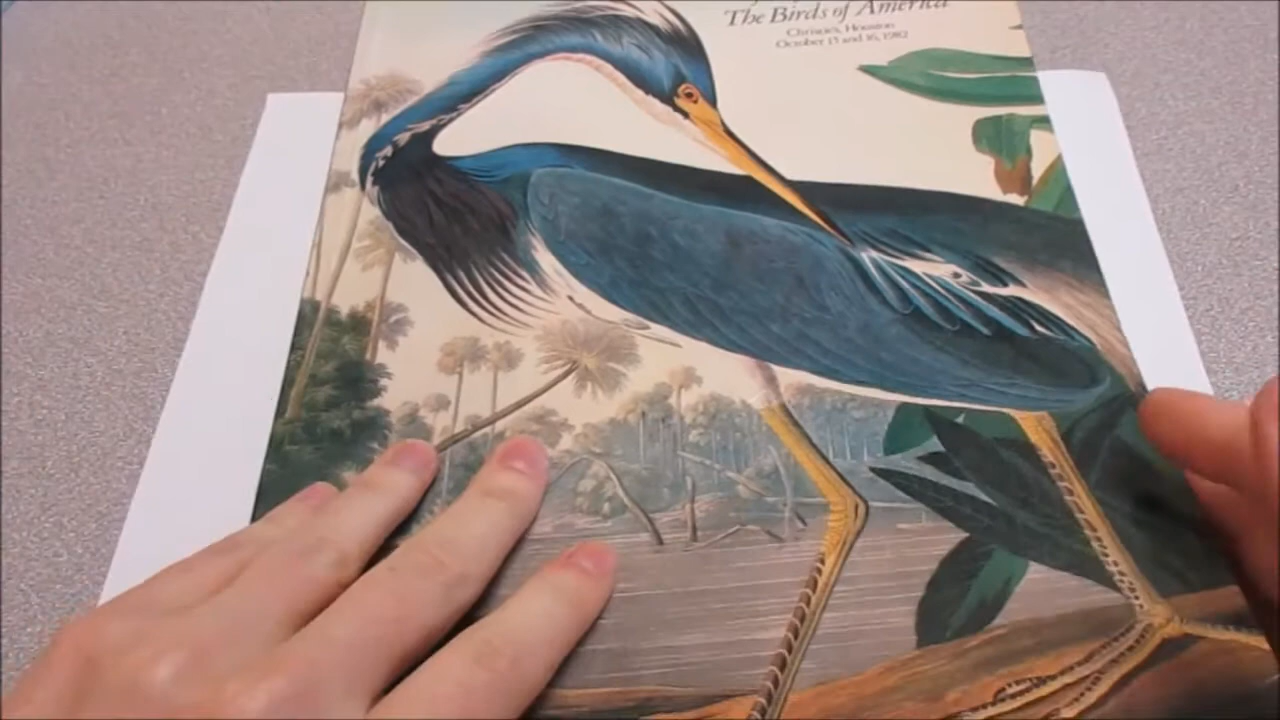 The Birds of America
Christie's, Houston
October 15 and 16, 1982